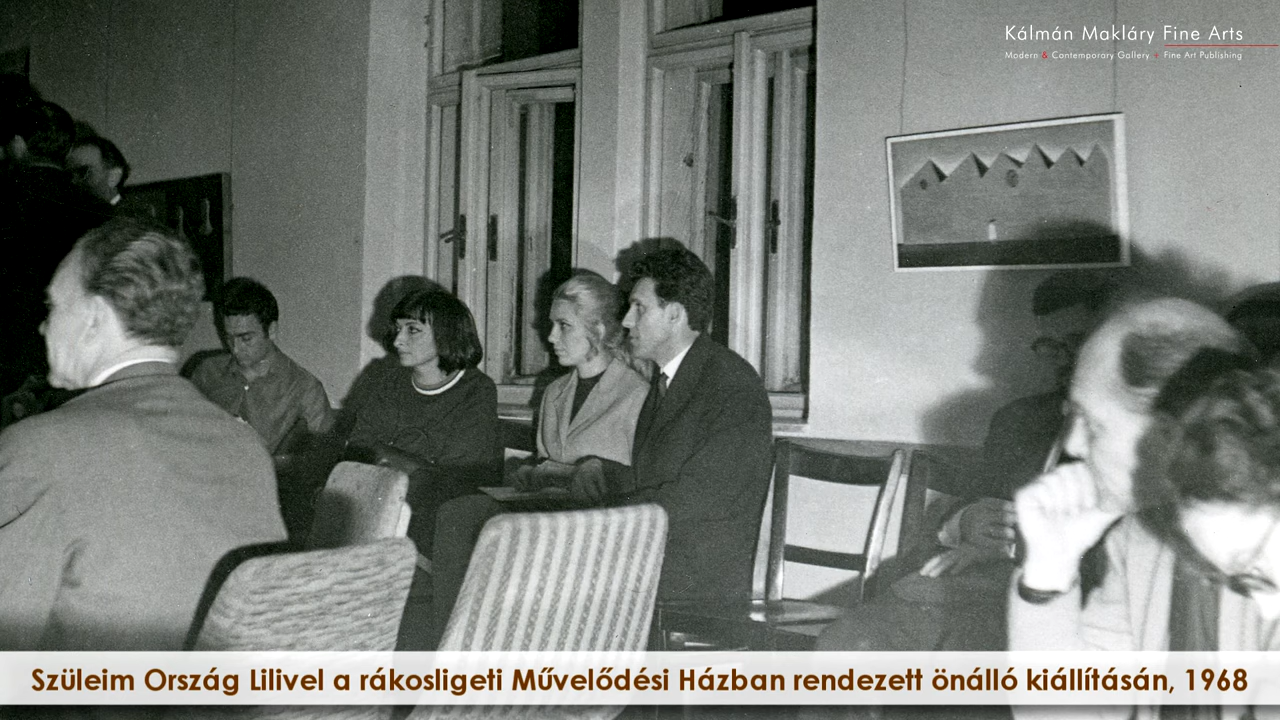 Kálmán Makláry Fine Arts
Modern & Contemporary Gallery + Fine Art Publishing
Szüleim Ország Lilivel a rákosligeti Művelődési Házban rendezett önálló kiállításán, 1968